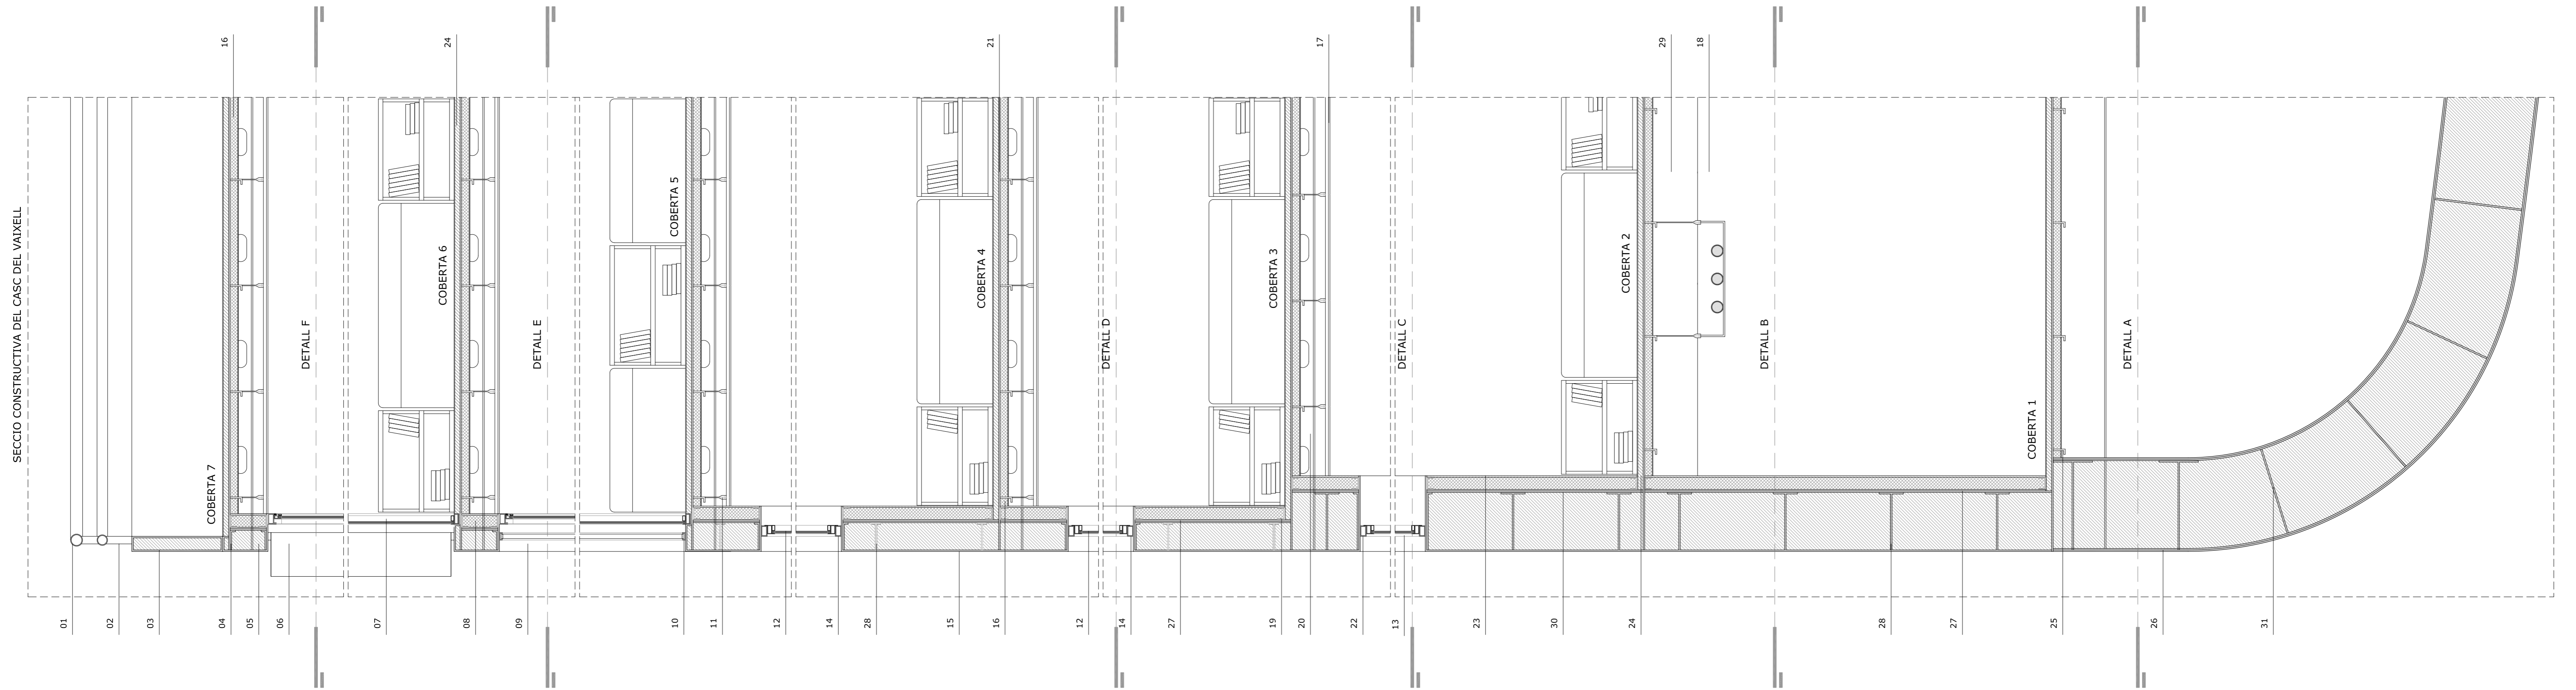 SECCIO CONSTRUCTIVA DEL CASC DEL VAIXELL
16
24
21
17
29
18
COBERTA 7
DETALL F
COBERTA 6
DETALL E
COBERTA 5
COBERTA 4
DETALL D
COBERTA 3
DETALL C
COBERTA 2
DETALL B
COBERTA 1
DETALL A
01
02
03
04
05
06
07
08
09
10
11
12
14
28
15
16
12
14
27
19
20
22
13
23
30
24
28
27
25
26
31